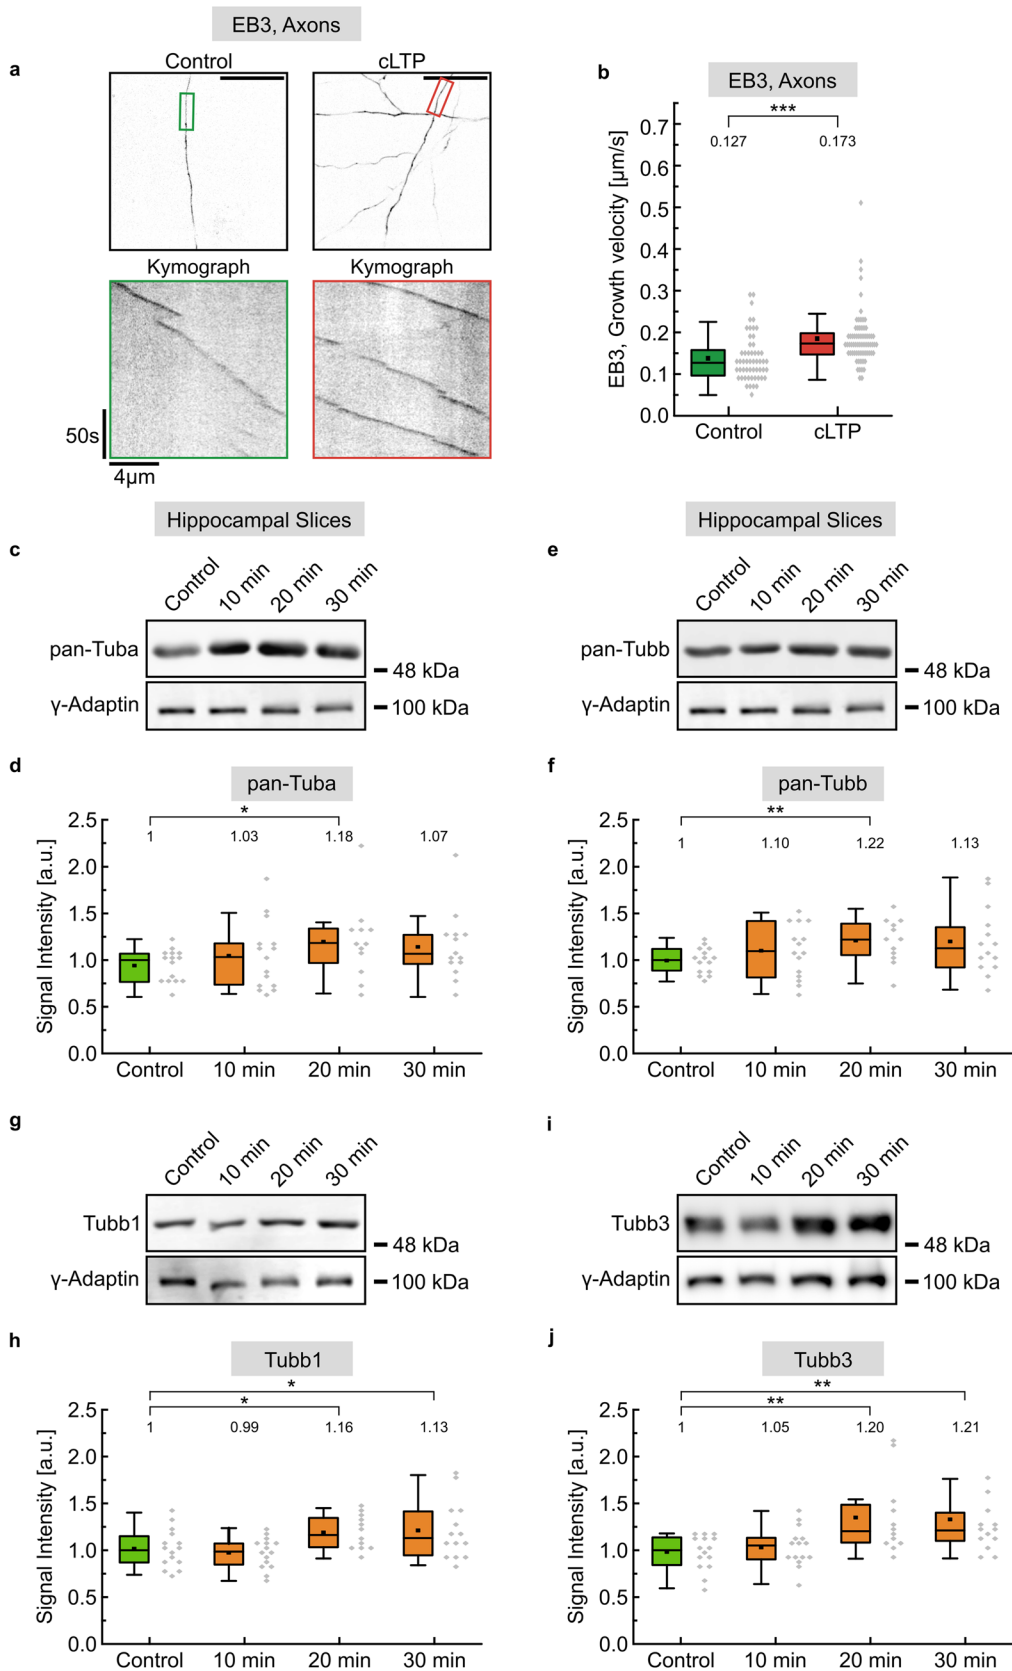 EB3, Axons
a
Control
cLTP
Kymograph
Kymograph
50s
4µm
b
EB3, Axons
***
0.127
0.173
EB3, Growth velocity [µm/s]
0.7
0.6
0.5
0.4
0.3
0.2
0.1
0.0
Control
cLTP
Hippocampal Slices
c
Control
10 min
20 min
30 min
pan-Tuba
48 kDa
γ-Adaptin
100 kDa
Hippocampal Slices
e
Control
10 min
20 min
30 min
pan-Tubb
48 kDa
γ-Adaptin
100 kDa
d
pan-Tuba
*
1
1.03
1.18
1.07
Signal Intensity [a.u.]
2.5
2.0
1.5
1.0
0.5
0.0
Control
10 min
20 min
30 min
f
pan-Tubb
**
1
1.10
1.22
1.13
Signal Intensity [a.u.]
2.5
2.0
1.5
1.0
0.5
0.0
Control
10 min
20 min
30 min
g
Control
10 min
20 min
30 min
Tubb1
48 kDa
γ-Adaptin
100 kDa
i
Control
10 min
20 min
30 min
Tubb3
48 kDa
γ-Adaptin
100 kDa
h
Tubb1
*
*
1
0.99
1.16
1.13
Signal Intensity [a.u.]
2.5
2.0
1.5
1.0
0.5
0.0
Control
10 min
20 min
30 min
j
Tubb3
**
**
1
1.05
1.20
1.21
Signal Intensity [a.u.]
2.5
2.0
1.5
1.0
0.5
0.0
Control
10 min
20 min
30 min